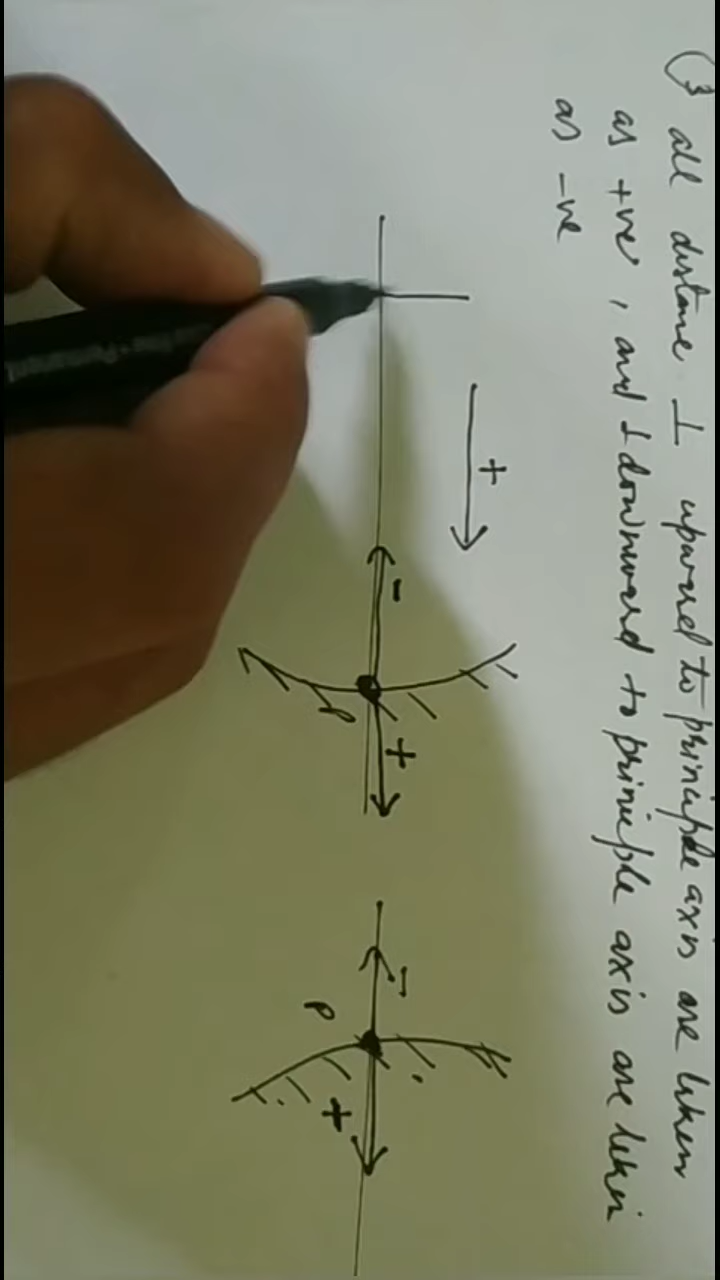 (3 all distance ⊥ upward to principle axis are taken
as +ve, and ⊥ downward to priniple axis are taken
as -ve
+
-
+
P
-
+
P